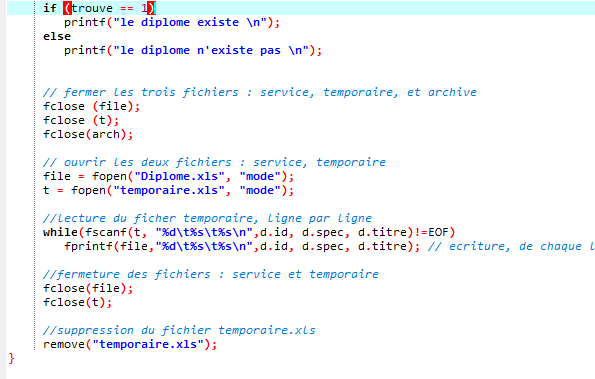 if (trouve == 1)
printf("le diplome existe \n");
else
printf("le diplome n'existe pas \n");
// fermer les trois fichiers : service, temporaire, et archive
fclose (file);
fclose (t);
fclose(arch);
// ouvrir les deux fichiers : service, temporaire
file = fopen("Diplome.xls", "mode");
t = fopen("temporaire.xls", "mode");
//lecture du ficher temporaire, ligne par ligne
while(fscanf(t, "%d\t%s\t%s\n",d.id, d.spec, d.titre)!=EOF)
fprintf(file,"%d\t%s\t%s\n",d.id, d.spec, d.titre); // ecriture, de chaque l
//fermeture des fichiers : service et temporaire
fclose(file);
fclose(t);
//suppression du fichier temporaire.xls
remove("temporaire.xls");
}